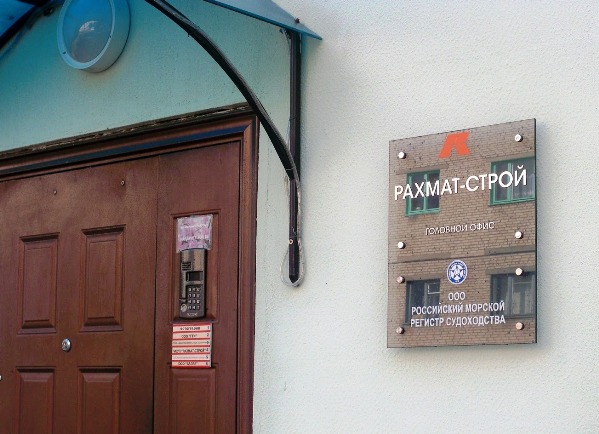 РАХМАТ-СТРОЙ
ГОЛОВНОЙ ОФИС
ООО
РОССИЙСКИЙ МОРСКОЙ
РЕГИСТР СУДОХОДСТВА